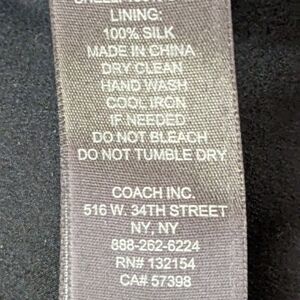 LINING:
100% SILK
MADE IN CHINA
DRY CLEAN
HAND WASH
COOL IRON
IF NEEDED
DO NOT BLEACH
DO NOT TUMBLE DRY
COACH INC.
516 W. 34TH STREET
NY, NY
888-262-6224
RN# 132154
CA# 57398